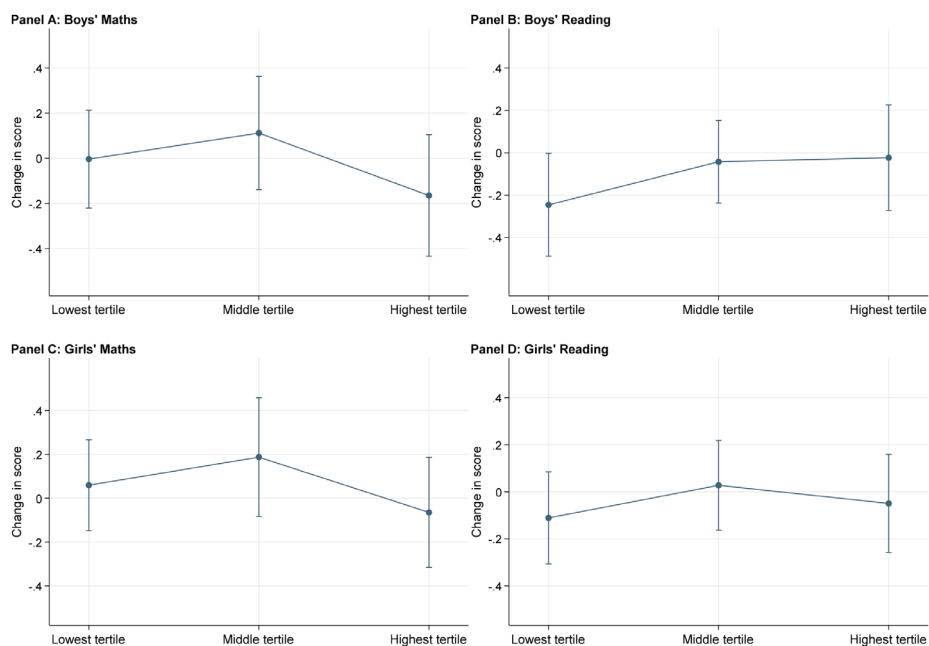 Panel A: Boys' Maths
Change in score
.4
.2
0
-.2
-.4
Lowest tertile
Middle tertile
Highest tertile
Panel B: Boys' Reading
Change in score
.4
.2
0
-.2
-.4
Lowest tertile
Middle tertile
Highest tertile
Panel C: Girls' Maths
Change in score
.4
.2
0
-.2
-.4
Lowest tertile
Middle tertile
Highest tertile
Panel D: Girls' Reading
Change in score
.4
.2
0
-.2
-.4
Lowest tertile
Middle tertile
Highest tertile